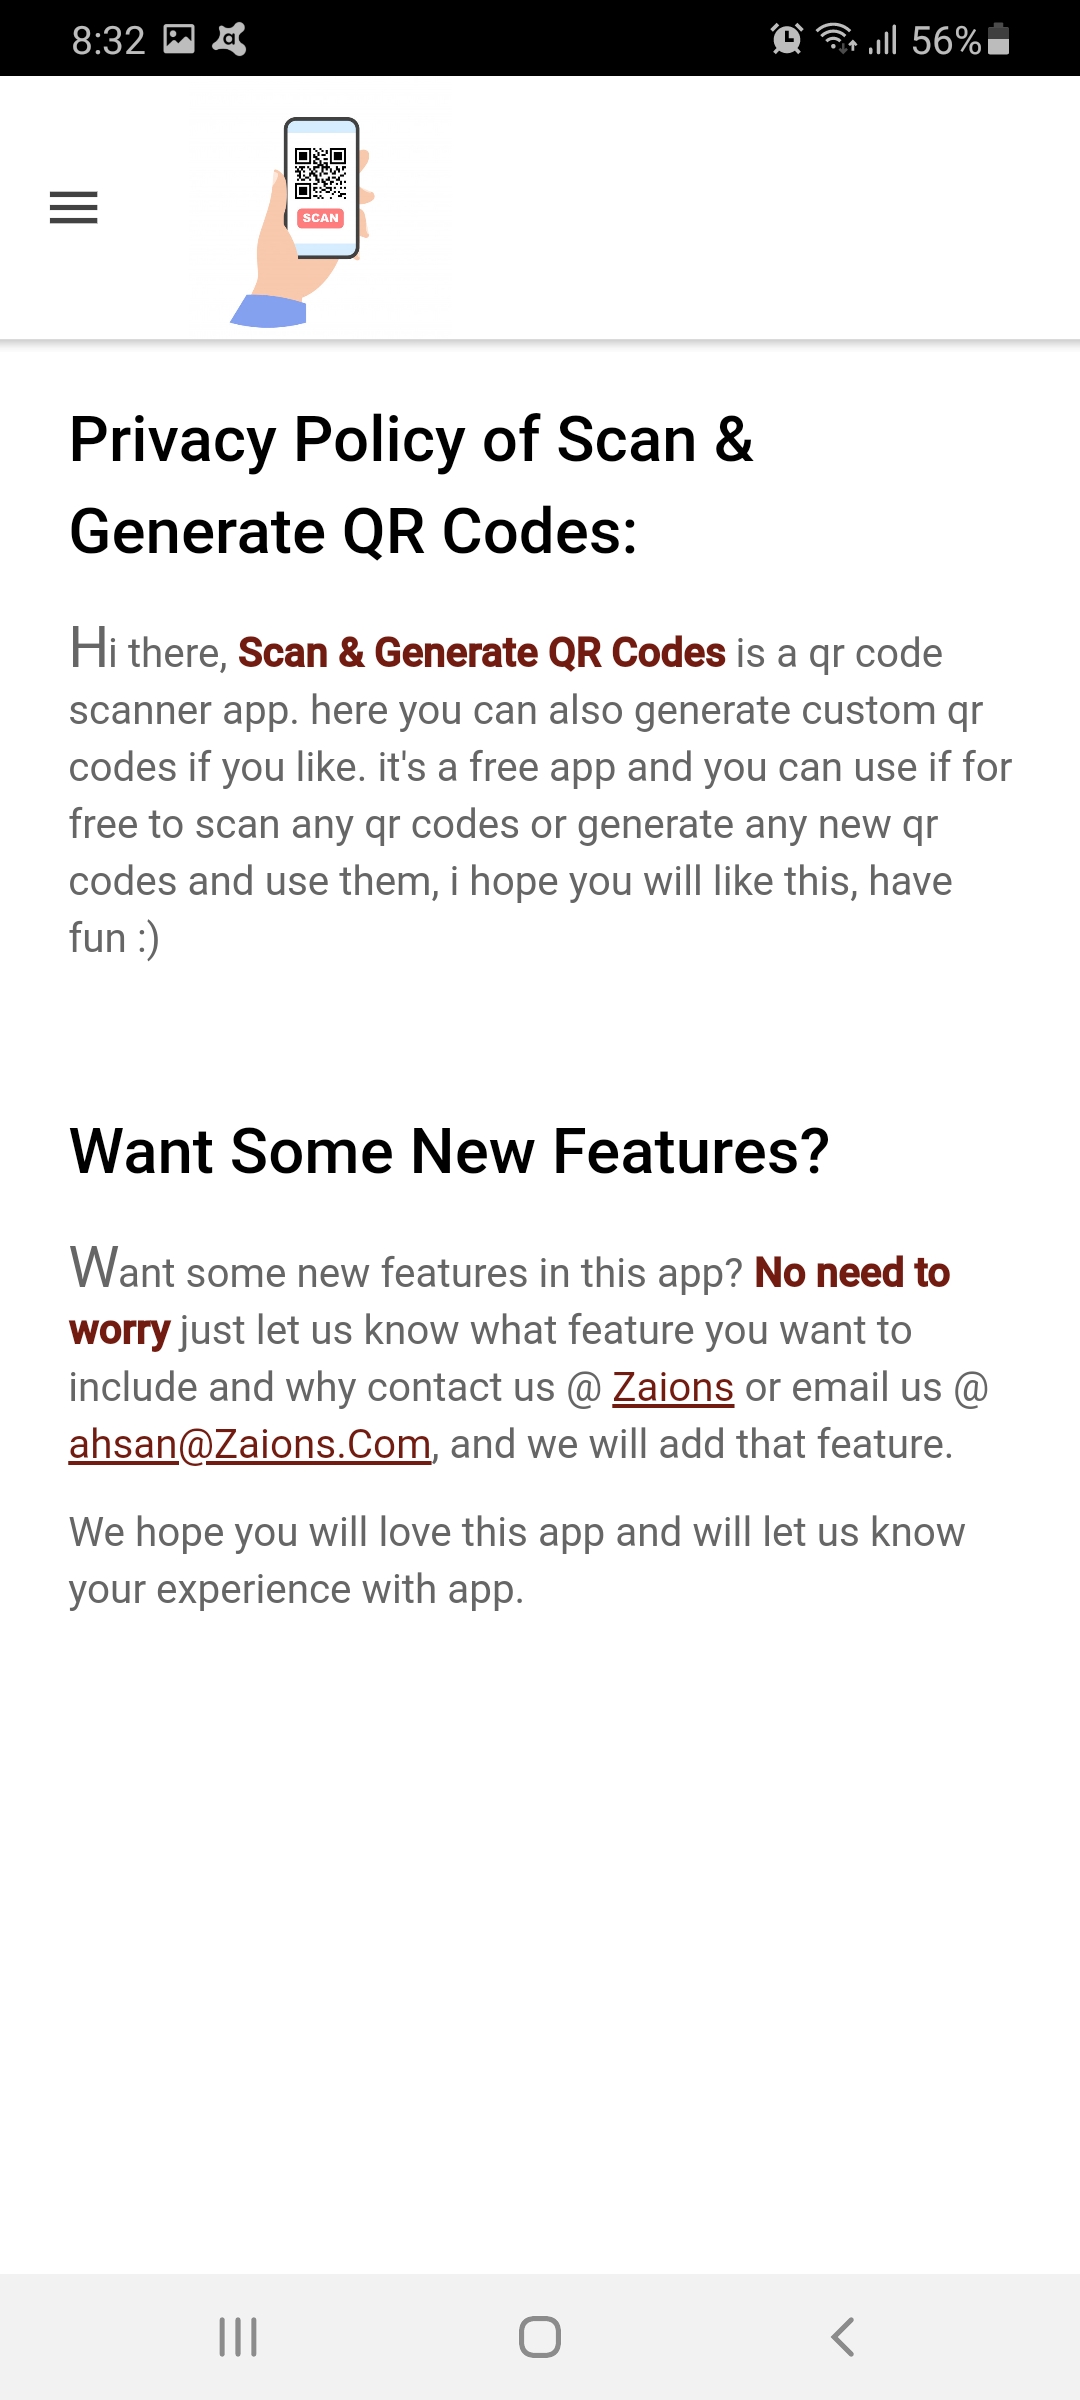 8:32
56%
SCAN
Privacy Policy of Scan &
Generate QR Codes:
Hi there, Scan & Generate QR Codes is a qr code
scanner app. here you can also generate custom qr
codes if you like. it's a free app and you can use if for
free to scan any qr codes or generate any new qr
codes and use them, i hope you will like this, have
fun :)
Want Some New Features?
Want some new features in this app? No need to
worry just let us know what feature you want to
include and why contact us @ Zaions or email us @
ahsan@Zaions.Com, and we will add that feature.
We hope you will love this app and will let us know
your experience with app.